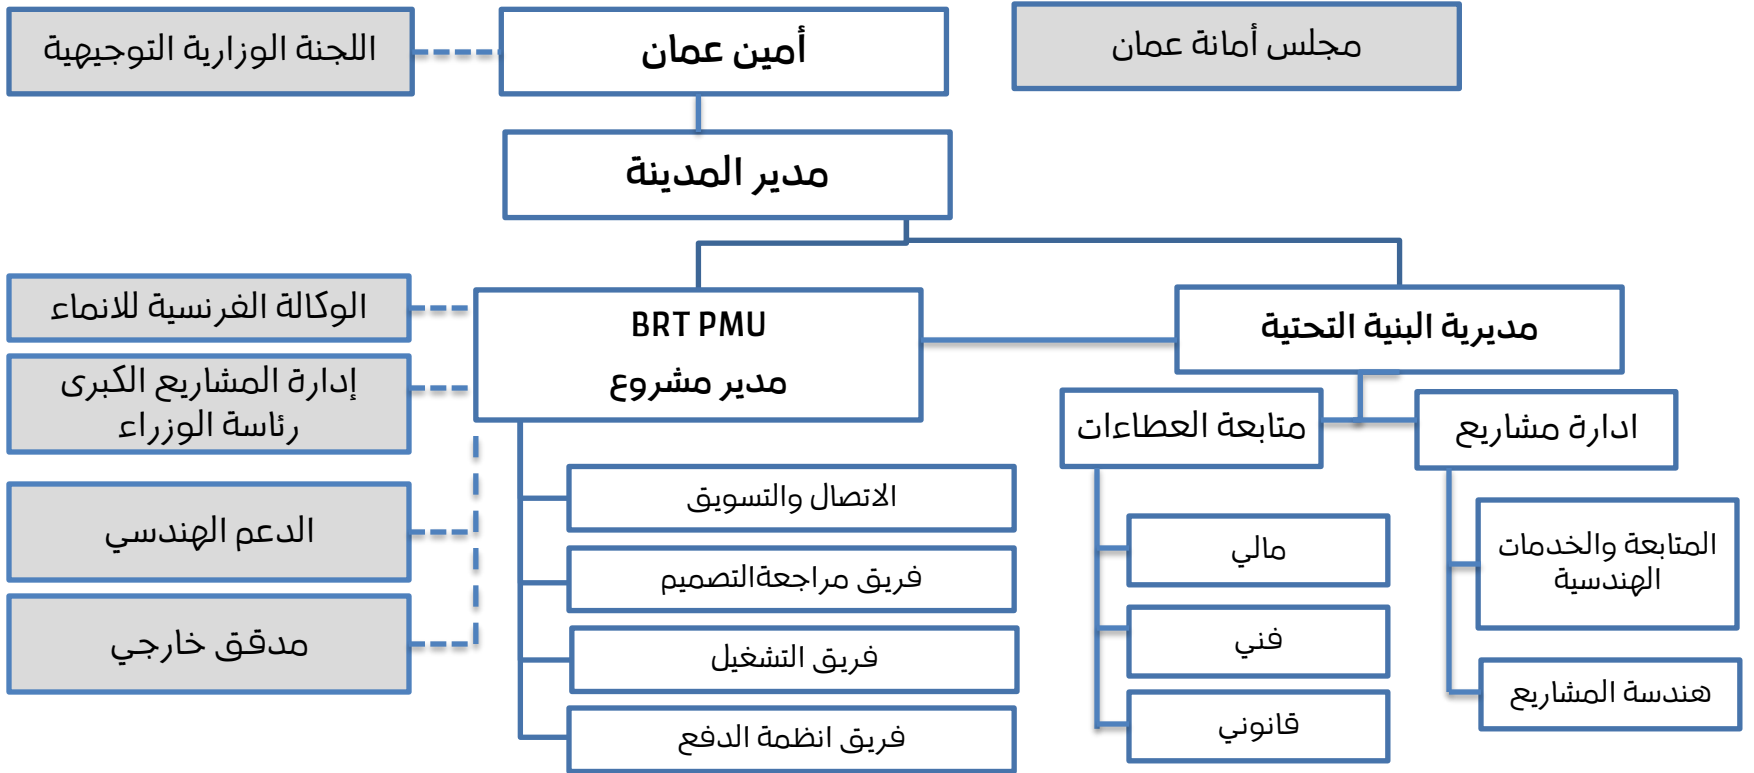 مجلس أمانة عمان
أمين عمان
اللجنة الوزارية التوجيهية
مدير المدينة
مديرية البنية التحتية
BRT PMU
مدير مشروع
الوكالة الفرنسية للانماء
إدارة المشاريع الكبرى
رئاسة الوزراء
الدعم الهندسي
مدقق خارجي
ادارة مشاريع
المتابعة والخدمات
الهندسية
هندسة المشاريع
متابعة العطاءات
مالي
فني
قانوني
الاتصال والتسويق
فريق مراجعةالتصميم
فريق التشغيل
فريق انظمة الدفع